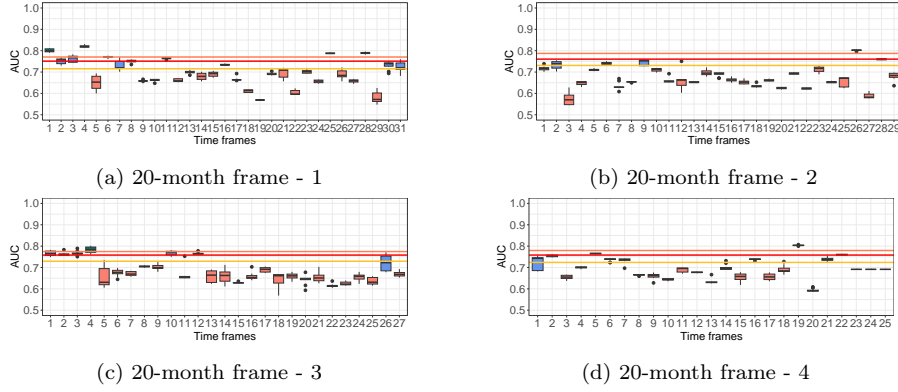 1.0
0.9
0.8
0.7
0.6
0.5
AUC
1 2 3 4 5 6 7 8 9 10 11 12 13 14 15 16 17 18 19 20 21 22 23 24 25 26 27 28 29 30 31
Time frames
(a) 20-month frame - 1
1.0
0.9
0.8
0.7
0.6
0.5
AUC
1 2 3 4 5 6 7 8 9 10 11 12 13 14 15 16 17 18 19 20 21 22 23 24 25 26 27 28 29
Time frames
(b) 20-month frame - 2
1.0
0.9
0.8
0.7
0.6
0.5
AUC
1 2 3 4 5 6 7 8 9 10 11 12 13 14 15 16 17 18 19 20 21 22 23 24 25 26 27
Time frames
(c) 20-month frame - 3
1.0
0.9
0.8
0.7
0.6
0.5
AUC
1 2 3 4 5 6 7 8 9 10 11 12 13 14 15 16 17 18 19 20 21 22 23 24 25
Time frames
(d) 20-month frame - 4